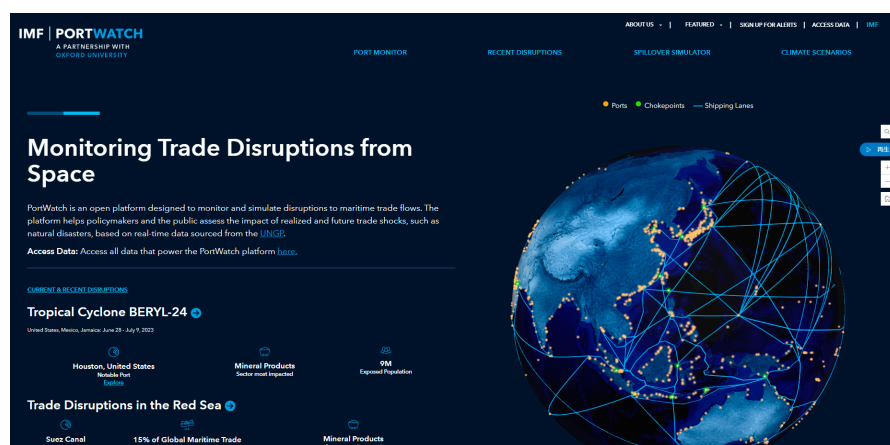 ABOUT US | FEATURED | SIGN UP FOR ALERTS | ACCESS DATA | IMF
IMF | PORTWATCH
A PARTNERSHIP WITH
OXFORD UNIVERSITY
PORT MONITOR RECENT DISRUPTIONS SPILLOVER SIMULATOR CLIMATE SCENARIOS
Ports Chokepoints Shipping Lanes
再生
Monitoring Trade Disruptions from
Space
PortWatch is an open platform designed to monitor and simulate disruptions to maritime trade flows. The
platform helps policymakers and the public assess the impact of realized and future trade shocks, such as
natural disasters, based on real-time data sourced from the UNGP.
Access Data: Access all data that power the PortWatch platform here.
CURRENT & RECENT DISRUPTIONS
Tropical Cyclone BERYL-24
United States, Mexico, Jamaica: June 28 - July 9, 2023
Houston, United States Mineral Products 9M
Notable Port Sector most impacted Exposed Population
Explore
Trade Disruptions in the Red Sea
Suez Canal 15% of Global Maritime Trade Mineral Products